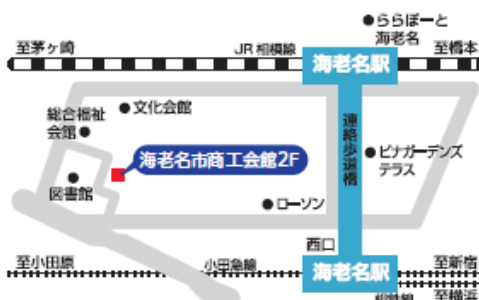 ららぽーと
海老名
至茅ヶ崎
JR相模線
海老名駅
至橋本
文化会館
総合福祉
会館
海老名市商工会館2F
図書館
連絡歩道橋
ビナガーデンズ
テラス
ローソン
西口
至小田原
小田急線
海老名駅
至新宿
相鉄線
至横浜